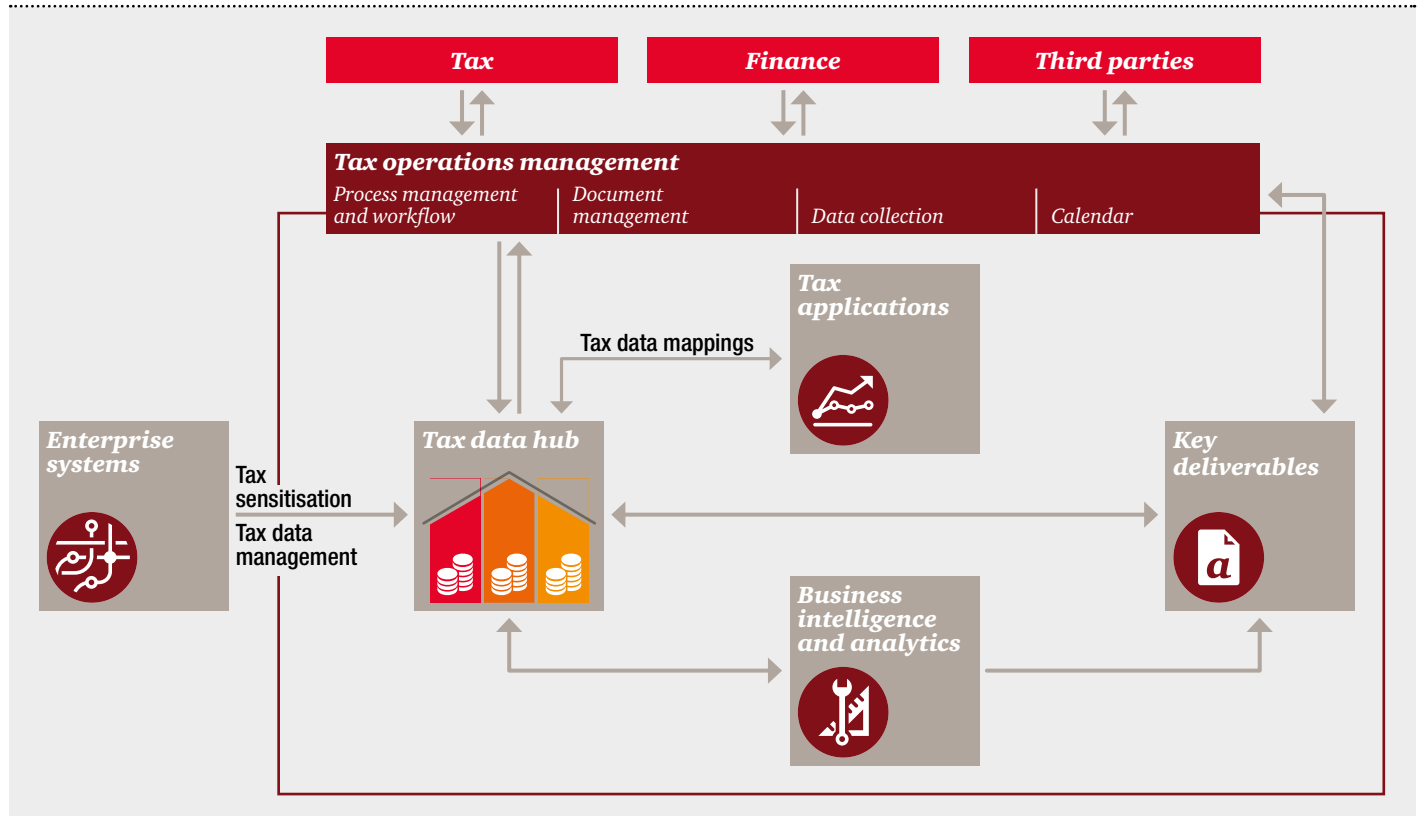 Tax
Finance
Third parties
Tax operations management
Process management
and workflow
Document
management
Data collection
Calendar
Tax
applications
Tax data mappings
Enterprise
systems
Tax
sensitisation
Tax data
management
Tax data hub
Key
deliverables
a
Business
intelligence
and analytics